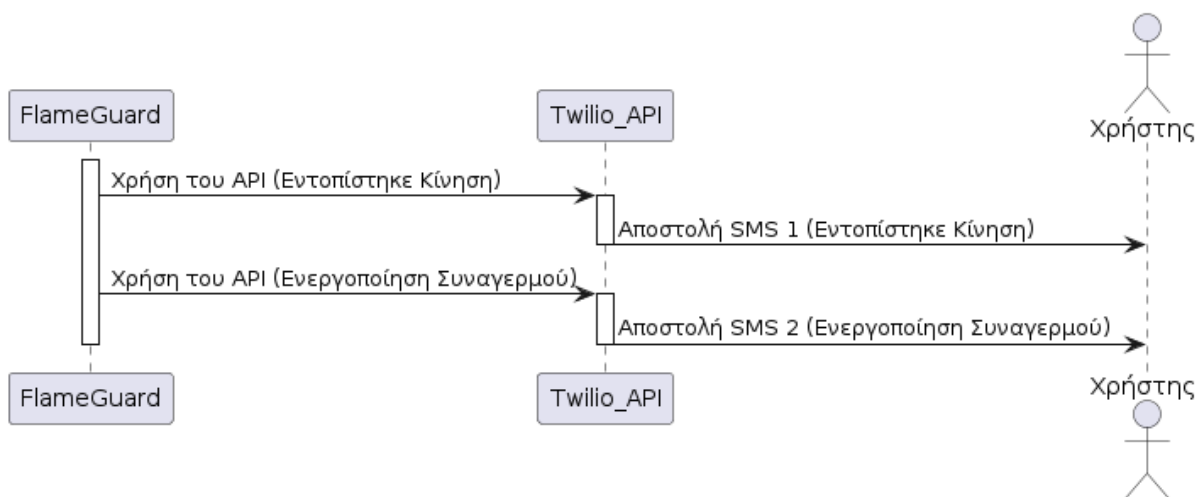 FlameGuard
Twilio_API
Χρήστης
Χρήση του API (Εντοπίστηκε Κίνηση)
Αποστολή SMS 1 (Εντοπίστηκε Κίνηση)
Χρήση του API (Ενεργοποίηση Συναγερμού)
Αποστολή SMS 2 (Ενεργοποίηση Συναγερμού)
FlameGuard
Twilio_API
Χρήστης